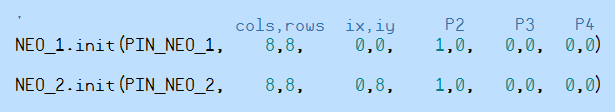 '                         cols,rows  ix,iy    P2    P3    P4
NEO_1.init(PIN_NEO_1,    8,8,     0,0,    1,0,  0,0,  0,0)
NEO_2.init(PIN_NEO_2,    8,8,     0,8,    1,0,  0,0,  0,0)